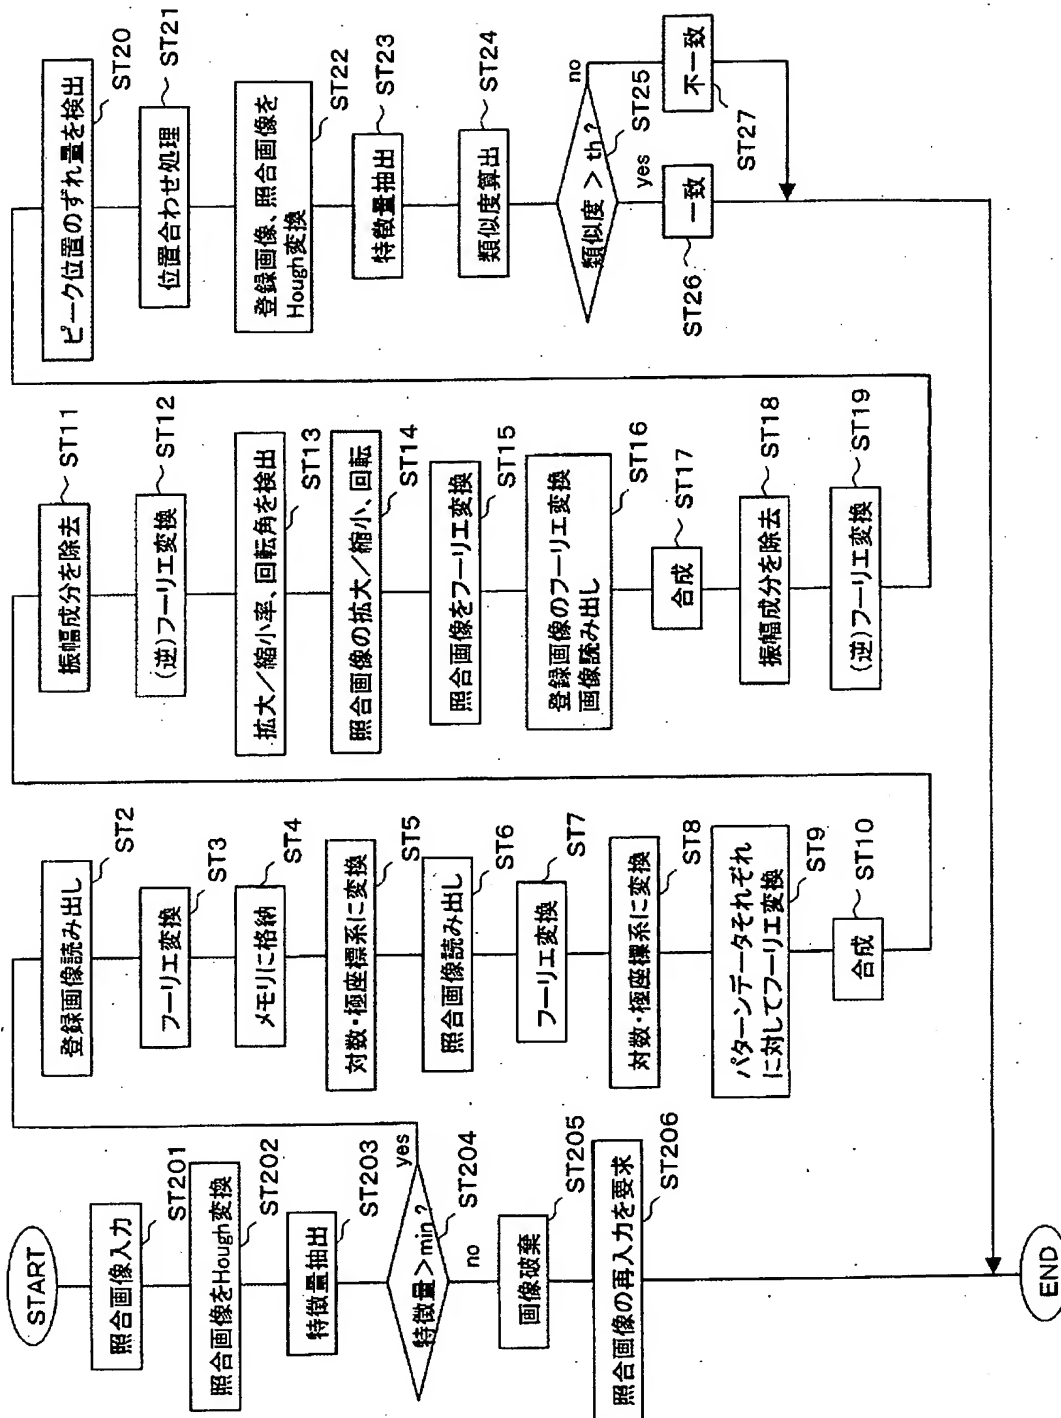 START
照合画像入力
ST201
照合画像をHough変換
ST202
特徴量抽出
ST203
特徴量>min ?
ST204
yes
no
画像破棄
ST205
照合画像の再入力を要求
ST206
登録画像読み出し
ST2
フーリエ変換
ST3
メモリに格納
ST4
対数・極座標系に変換
ST5
照合画像読み出し
ST6
フーリエ変換
ST7
対数・極座標系に変換
ST8
パターンデータそれぞれ
に対してフーリエ変換
ST9
合成
ST10
振幅成分を除去
ST11
(逆)フーリエ変換
ST12
拡大／縮小率、回転角を検出
ST13
照合画像の拡大／縮小、回転
ST14
照合画像をフーリエ変換
ST15
登録画像のフーリエ変換
画像読み出し
ST16
合成
ST17
振幅成分を除去
ST18
(逆)フーリエ変換
ST19
ピーク位置のずれ量を検出
ST20
位置合わせ処理
ST21
登録画像、照合画像を
Hough変換
ST22
特徴量抽出
ST23
類似度算出
ST24
類似度 > th ?
ST25
no
yes
一致
ST26
不一致
ST27
END